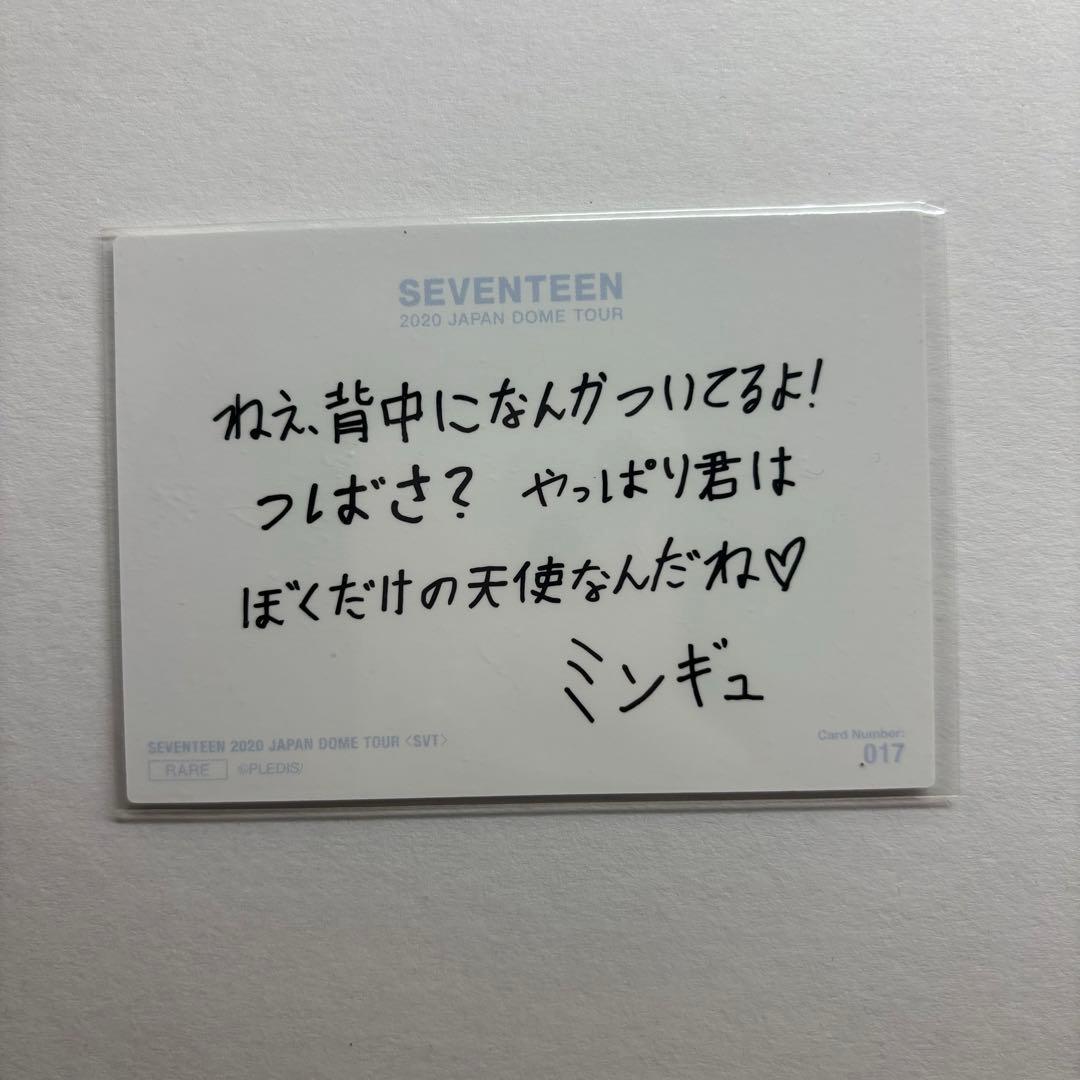 SEVENTEEN
2020 JAPAN DOME TOUR
ねえ、背中になんかついてるよ!
つばさ? やっぱり君は
ぼくだけの天使なんだね♡
ミンギュ
SEVENTEEN 2020 JAPAN DOME TOUR〈SVT〉
RARE ©PLEDIS/
Card Number:
017